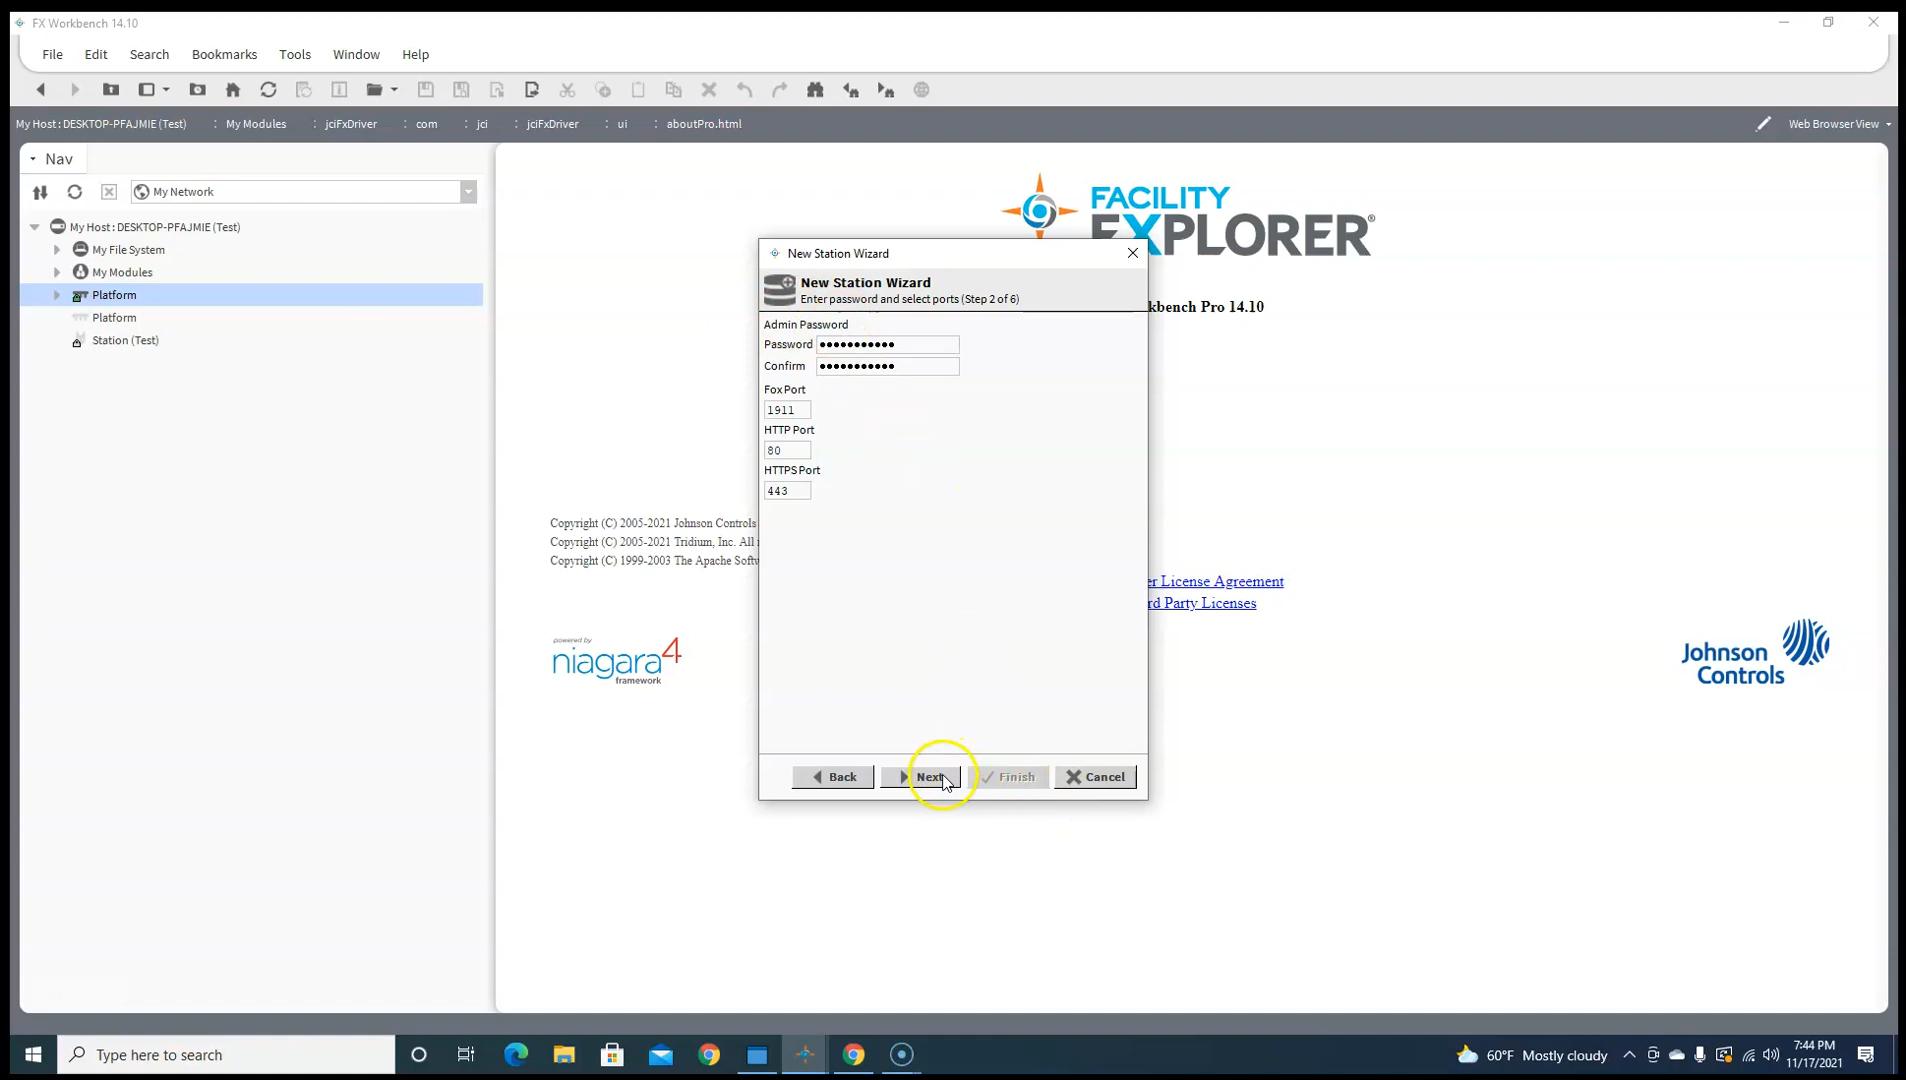 FX Workbench 14.10
File Edit Search Bookmarks Tools Window Help
My Host : DESKTOP-PFAJMIE (Test) : My Modules : jciFxDriver : com : jci : jciFxDriver : ui : aboutPro.html Web Browser View
Nav
My Network
My Host : DESKTOP-PFAJMIE (Test)
My File System
My Modules
Platform
Platform
Station (Test)
FACILITY
EXPLORER®
kbench Pro 14.10
New Station Wizard
New Station Wizard
Enter password and select ports (Step 2 of 6)
Admin Password
Password ●●●●●●●●●●●
Confirm ●●●●●●●●●●●
Fox Port
1911
HTTP Port
80
HTTPS Port
443
Back Next Finish Cancel
Copyright (C) 2005-2021 Johnson Controls
Copyright (C) 2005-2021 Tridium, Inc. All
Copyright (C) 1999-2003 The Apache Softw
er License Agreement
rd Party Licenses
powered by
niagara4
framework
Johnson
Controls
Type here to search
60°F Mostly cloudy
7:44 PM
11/17/2021